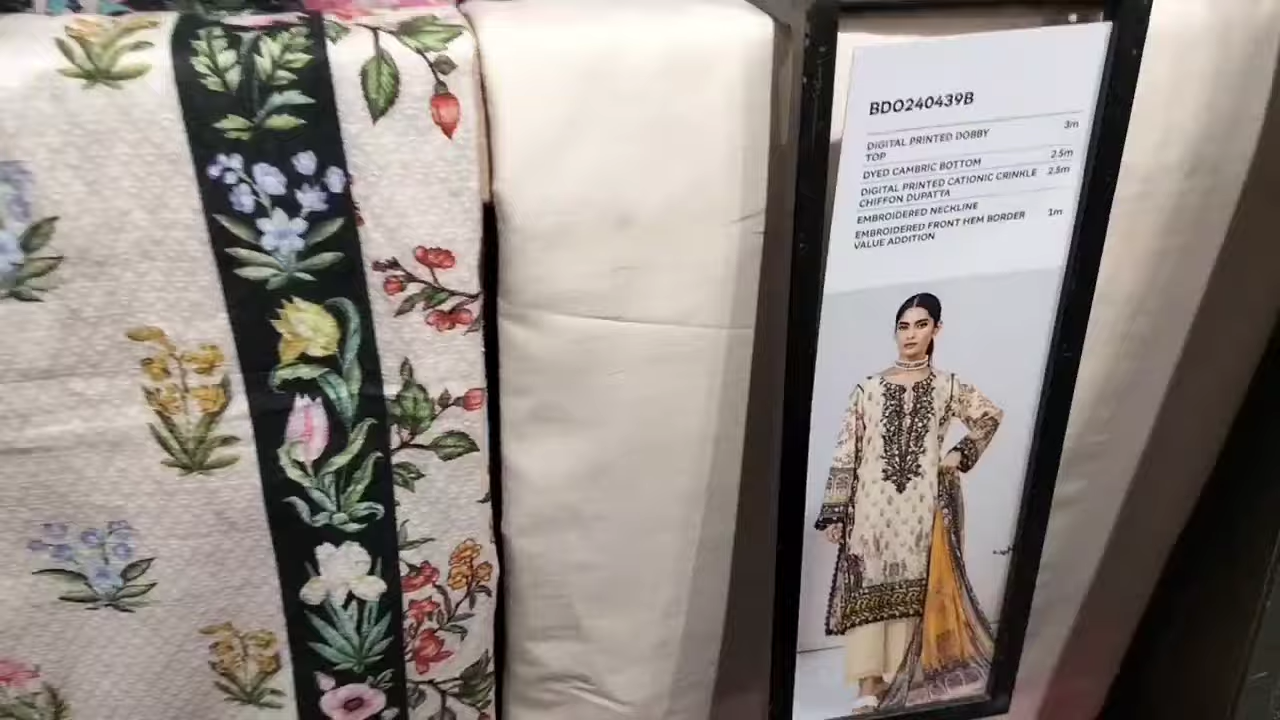 BDO240439B
DIGITAL PRINTED DOBBY 3m
TOP
DYED CAMBRIC BOTTOM 2.5m
DIGITAL PRINTED CATIONIC CRINKLE 2.5m
CHIFFON DUPATTA
EMBROIDERED NECKLINE
EMBROIDERED FRONT HEM BORDER 1m
VALUE ADDITION